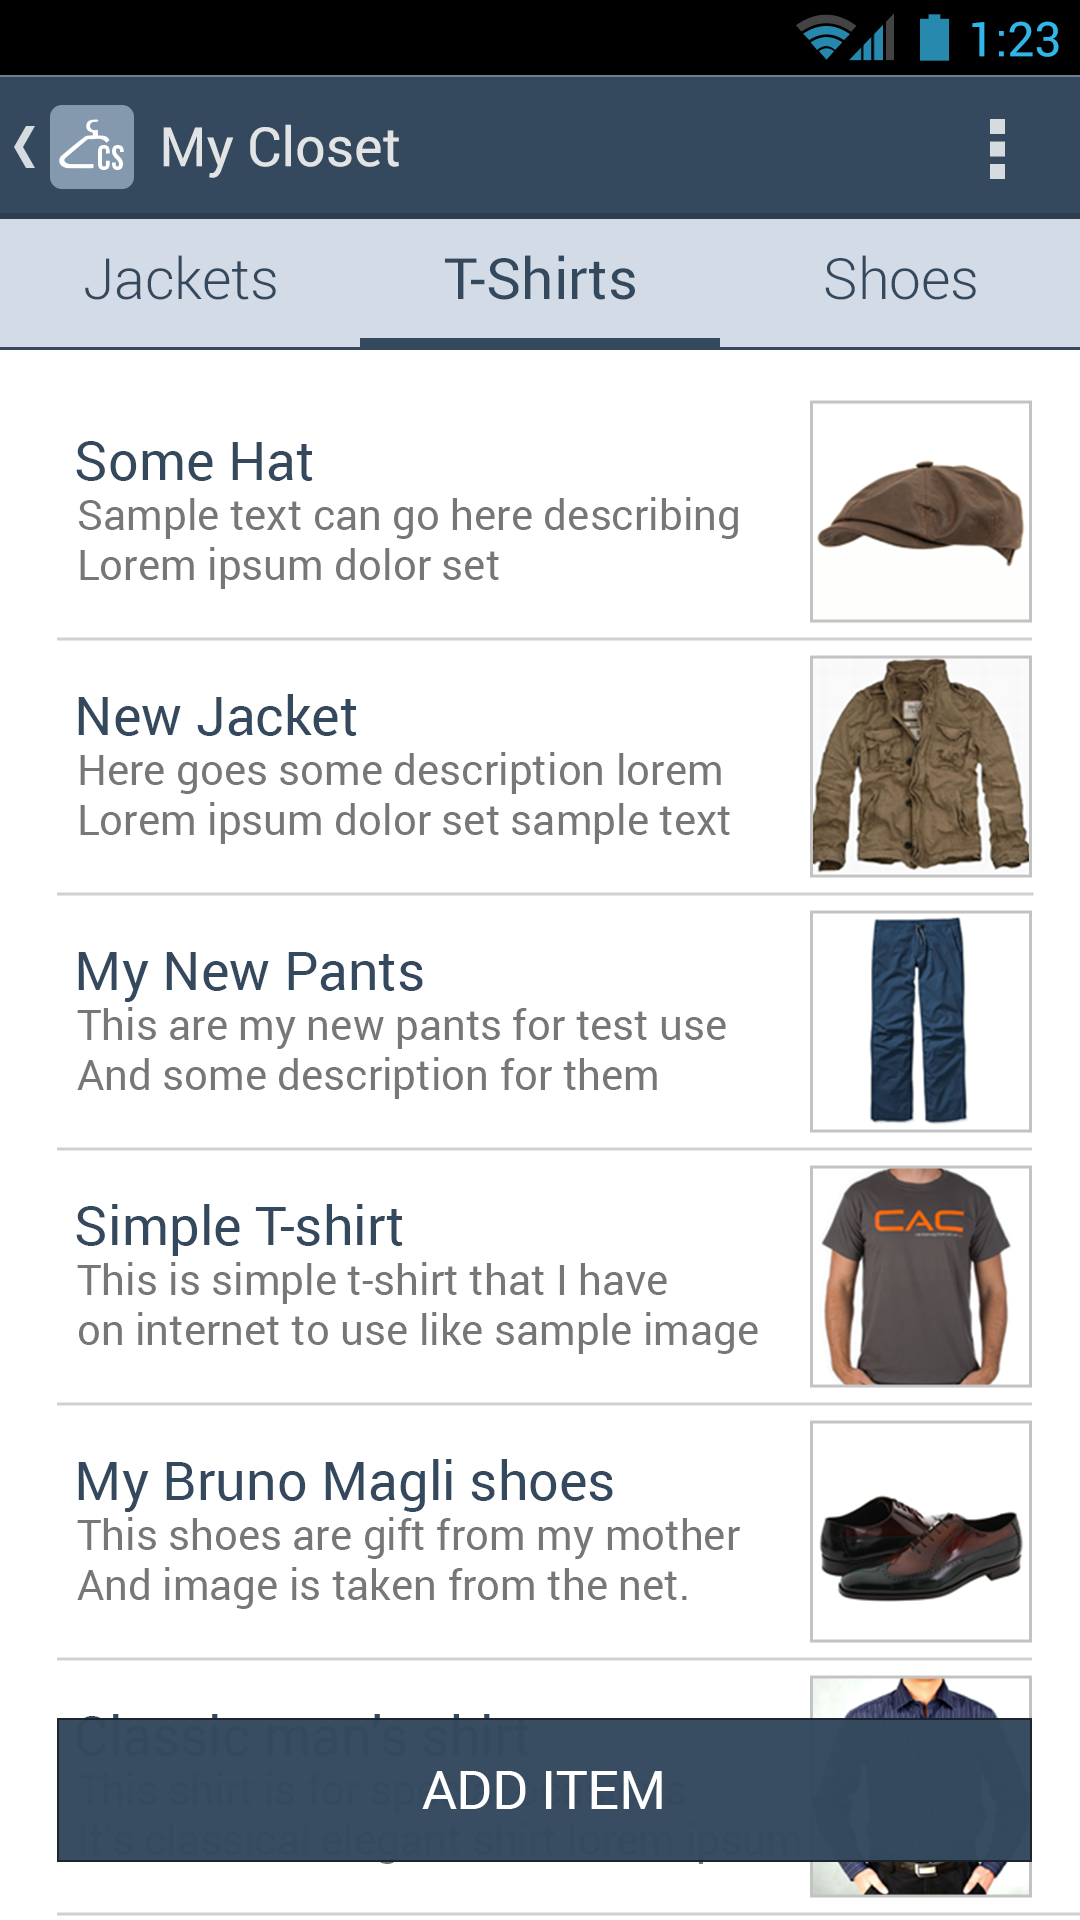 1:23
CS
My Closet
Jackets
T-Shirts
Shoes
Some Hat
Sample text can go here describing
Lorem ipsum dolor set
New Jacket
Here goes some description lorem
Lorem ipsum dolor set sample text
My New Pants
This are my new pants for test use
And some description for them
Simple T-shirt
This is simple t-shirt that I have
on internet to use like sample image
CAC
My Bruno Magli shoes
This shoes are gift from my mother
And image is taken from the net.
Classic man's shirt
This shirt is for
ADD ITEM
It's classical elegant shirt lorem ipsum